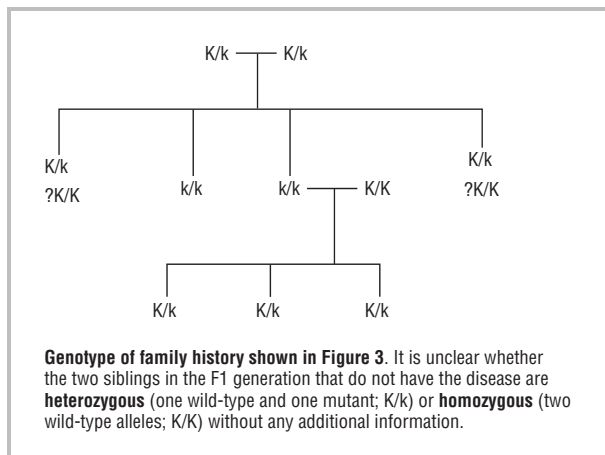 K/k K/k
K/k k/k k/k K/K K/k
?K/K ?K/K
K/k K/k K/k
Genotype of family history shown in Figure 3. It is unclear whether
the two siblings in the F1 generation that do not have the disease are
heterozygous (one wild-type and one mutant; K/k) or homozygous (two
wild-type alleles; K/K) without any additional information.